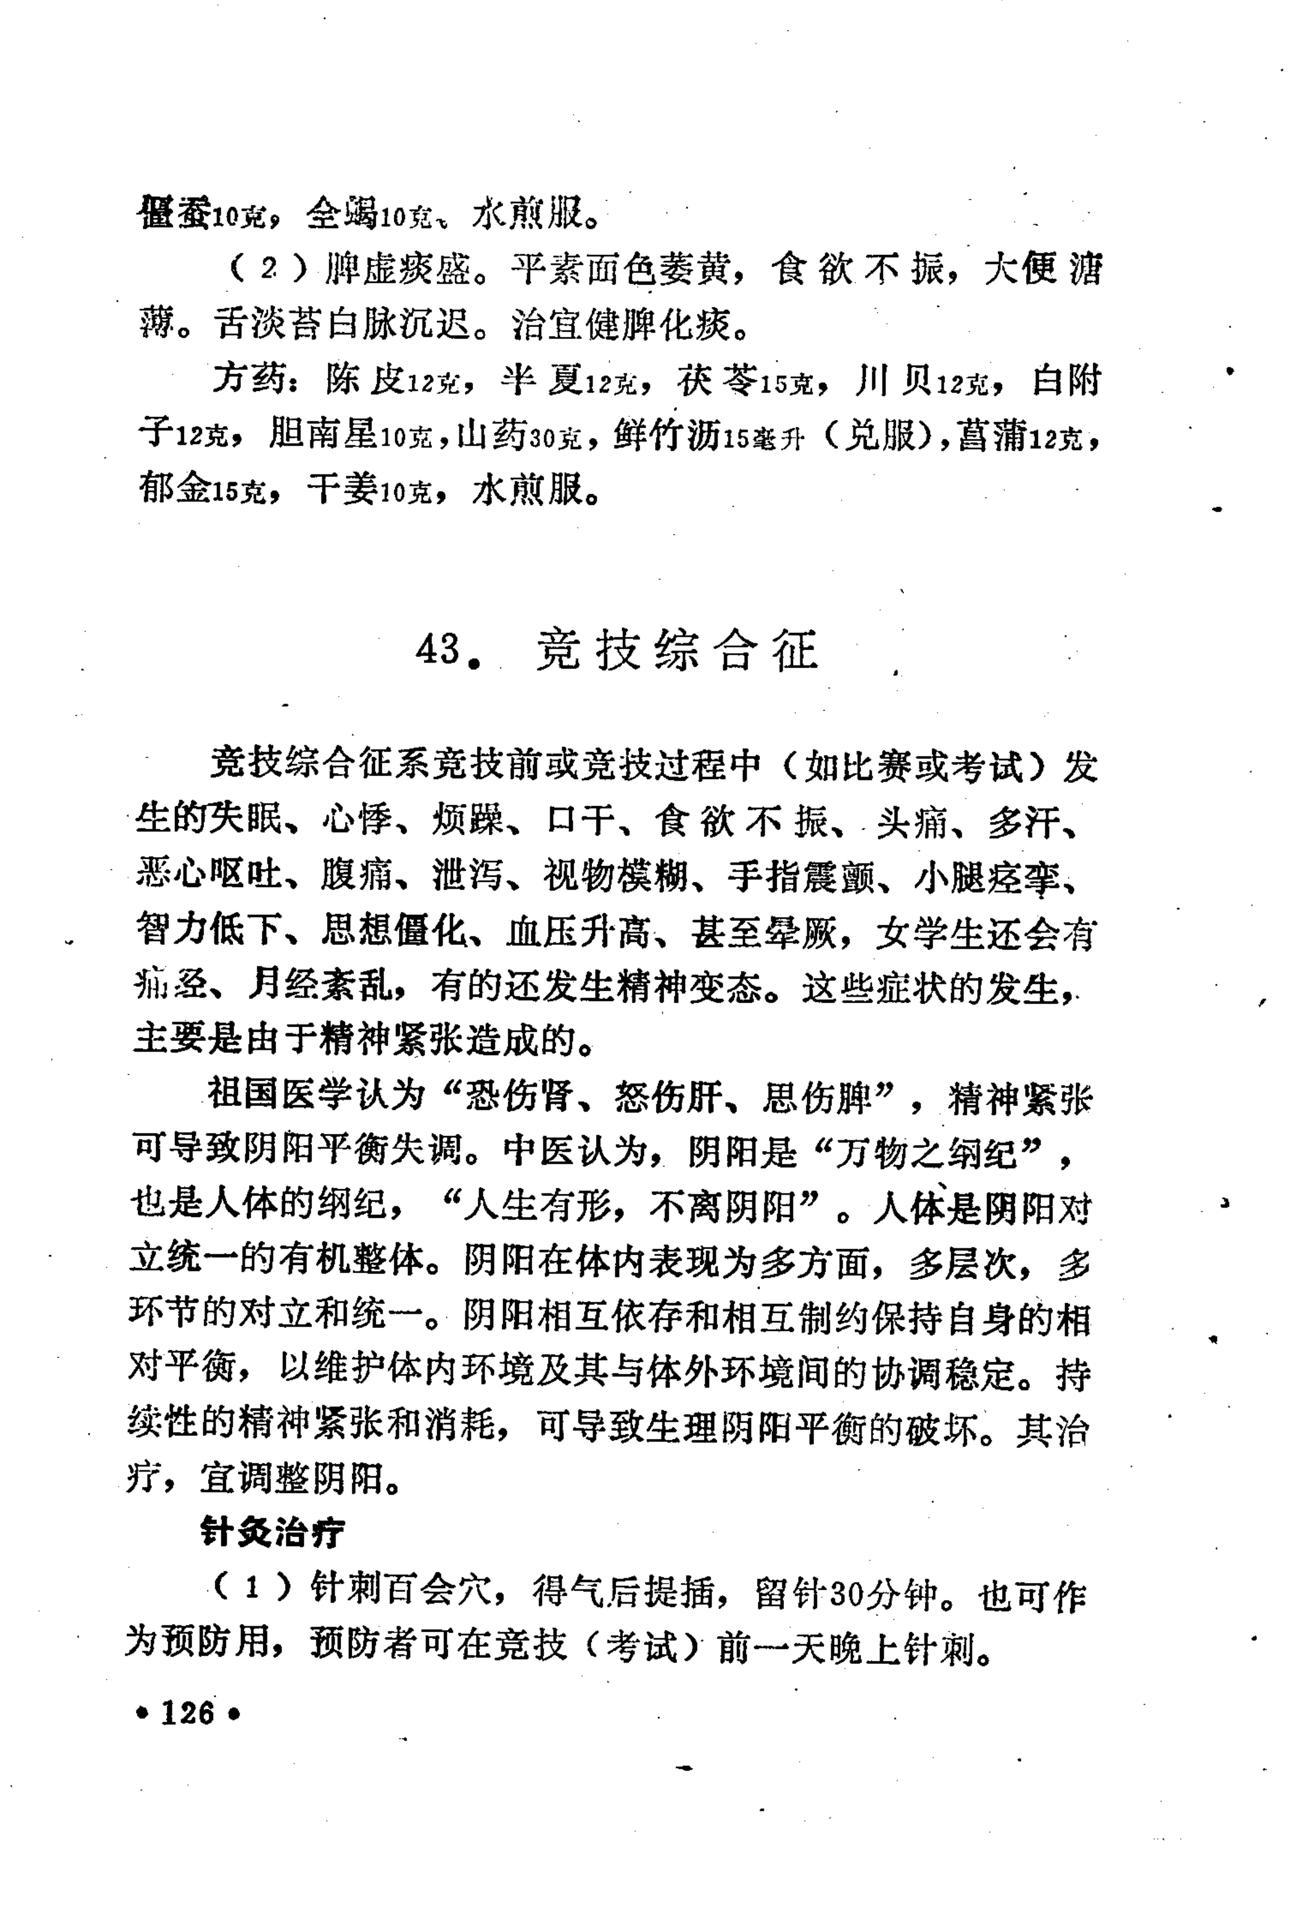 僵蚕10克，全蝎10克、水煎服。
（2）脾虚痰盛。平素面色萎黄，食欲不振，大便溏
薄。舌淡苔白脉沉迟。治宜健脾化痰。
方药：陈皮12克，半夏12克，茯苓15克，川贝12克，白附
子12克，胆南星10克，山药30克，鲜竹沥15毫升（兑服），菖蒲12克，
郁金15克，干姜10克，水煎服。
43．竞技综合征
竞技综合征系竞技前或竞技过程中（如比赛或考试）发
生的失眠、心悸、烦躁、口干、食欲不振、头痛、多汗、
恶心呕吐、腹痛、泄泻、视物模糊、手指震颤、小腿痉挛、
智力低下、思想僵化、血压升高、甚至晕厥，女学生还会有
痛经、月经紊乱，有的还发生精神变态。这些症状的发生，
主要是由于精神紧张造成的。
祖国医学认为“恐伤肾、怒伤肝、思伤脾”，精神紧张
可导致阴阳平衡失调。中医认为，阴阳是“万物之纲纪”，
也是人体的纲纪，“人生有形，不离阴阳”。人体是阴阳对
立统一的有机整体。阴阳在体内表现为多方面，多层次，多
环节的对立和统一。阴阳相互依存和相互制约保持自身的相
对平衡，以维护体内环境及其与体外环境间的协调稳定。持
续性的精神紧张和消耗，可导致生理阴阳平衡的破坏。其治
疗，宜调整阴阳。
针灸治疗
（1）针刺百会穴，得气后提插，留针30分钟。也可作
为预防用，预防者可在竞技（考试）前一天晚上针刺。
•126•